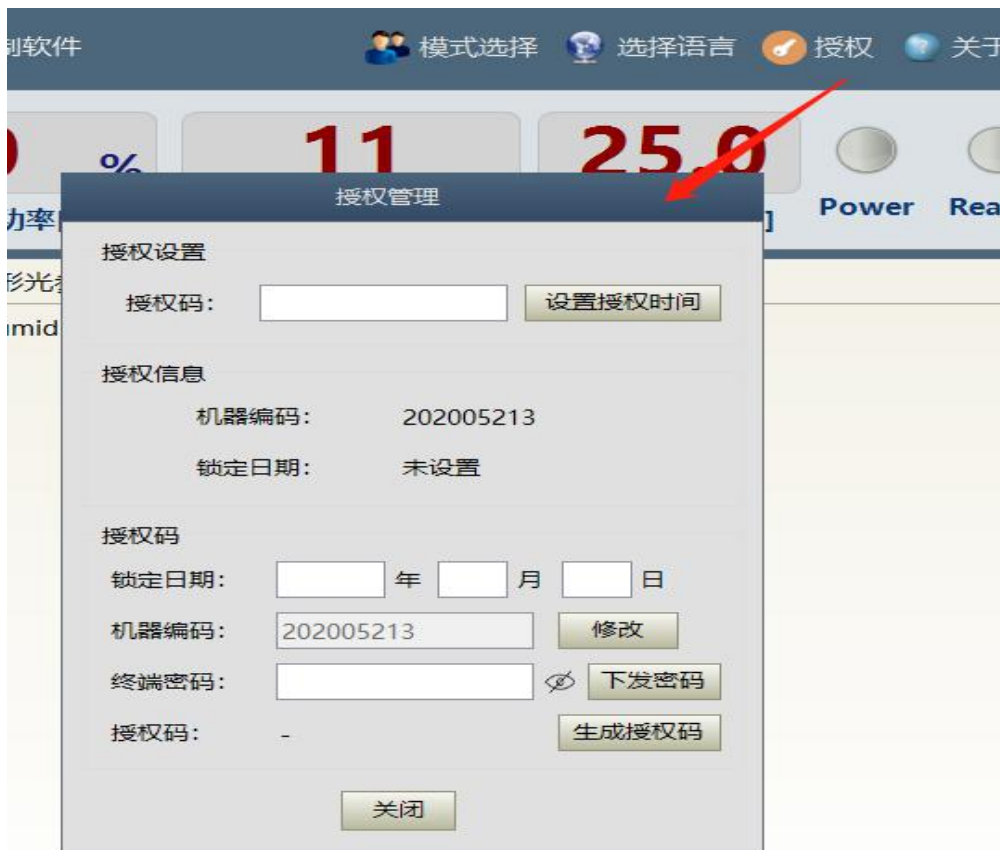 制软件 模式选择 选择语言 授权 关于
% 11 25.0
功率[ ] Power Rea
授权管理
授权设置
授权码： 设置授权时间
授权信息
机器编码： 202005213
锁定日期： 未设置
授权码
锁定日期： 年 月 日
机器编码： 202005213 修改
终端密码： 下发密码
授权码： - 生成授权码
关闭